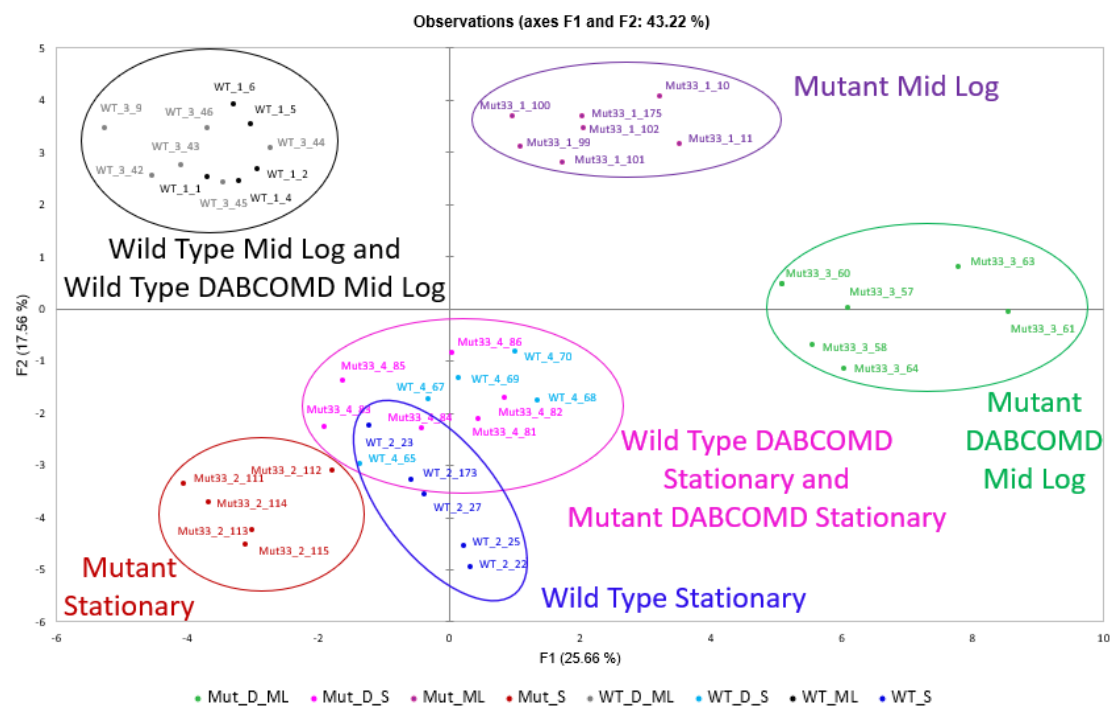 Observations (axes F1 and F2: 43.22 %)
5
4
3
2
1
0
-1
-2
-3
-4
-5
-6
F2 (17.56 %)
WT_1_6
WT_3_9
WT_3_46
WT_1_5
WT_3_44
WT_3_43
WT_3_42
WT_1_2
WT_1_1
WT_1_4
WT_3_45
Wild Type Mid Log and
Wild Type DABCOMD Mid Log
Mut33_1_10
Mut33_1_100
Mut33_1_175
Mut33_1_102
Mut33_1_11
Mut33_1_99
Mut33_1_101
Mutant Mid Log
Mut33_3_63
Mut33_3_60
Mut33_3_57
Mut33_3_61
Mut33_3_58
Mut33_3_64
Mutant
DABCOMD
Mid Log
Mut33_4_86
WT_4_70
Mut33_4_85
WT_4_69
WT_4_67
WT_4_68
Mut33_4_83
Mut33_4_84
Mut33_4_82
Mut33_4_81
WT_4_65
Wild Type DABCOMD
Stationary and
Mutant DABCOMD Stationary
WT_2_23
WT_2_173
WT_2_27
WT_2_25
WT_2_22
Wild Type Stationary
Mut33_2_112
Mut33_2_111
Mut33_2_114
Mut33_2_113
Mut33_2_115
Mutant
Stationary
-6 -4 -2 0 2 4 6 8 10
F1 (25.66 %)
Mut_D_ML Mut_D_S Mut_ML Mut_S WT_D_ML WT_D_S WT_ML WT_S